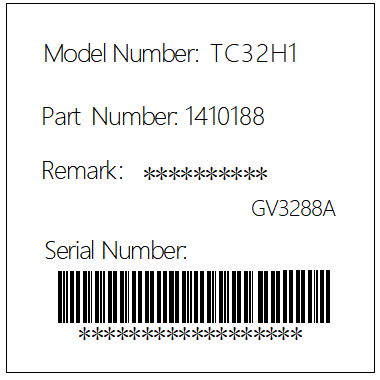 Model Number: TC32H1
Part Number: 1410188
Remark: **********
GV3288A
Serial Number:
******************